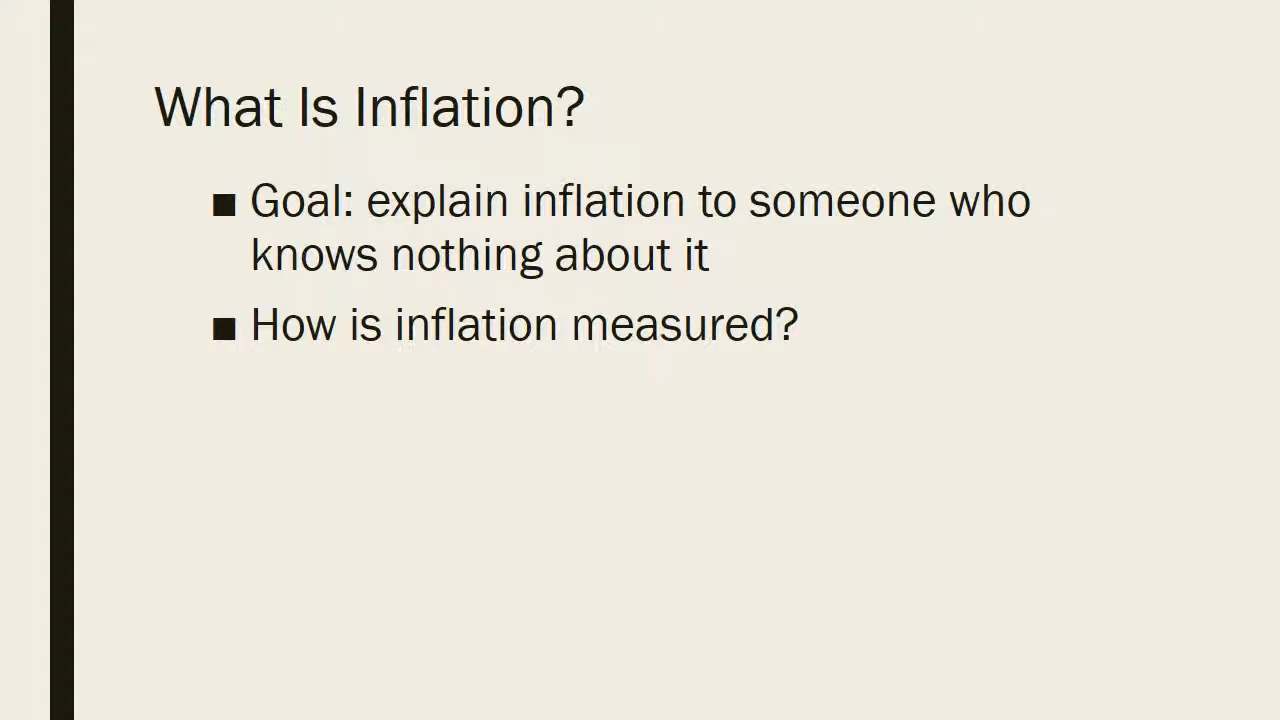 What Is Inflation?
■ Goal: explain inflation to someone who
knows nothing about it
■ How is inflation measured?